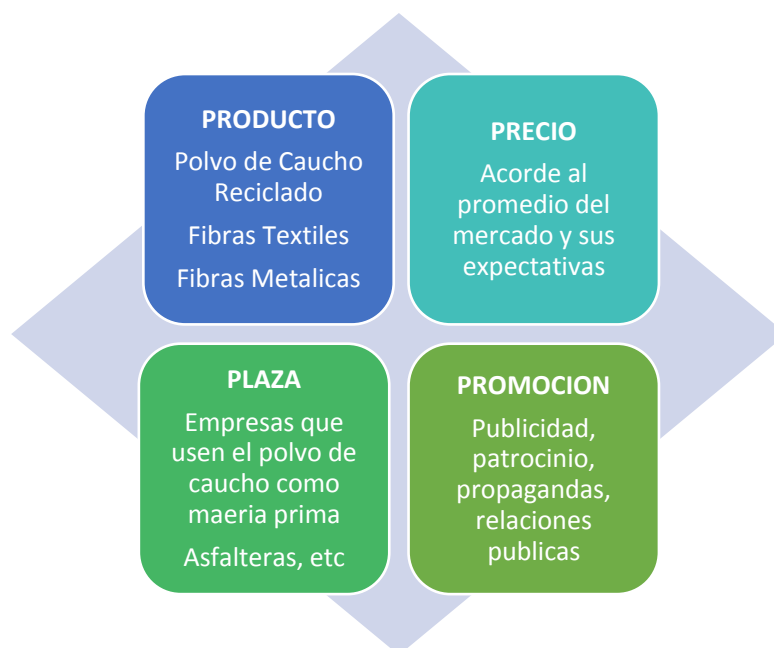 PRODUCTO
Polvo de Caucho
Reciclado
Fibras Textiles
Fibras Metalicas
PRECIO
Acorde al
promedio del
mercado y sus
expectativas
PLAZA
Empresas que
usen el polvo de
caucho como
maeria prima
Asfalteras, etc
PROMOCION
Publicidad,
patrocinio,
propagandas,
relaciones
publicas